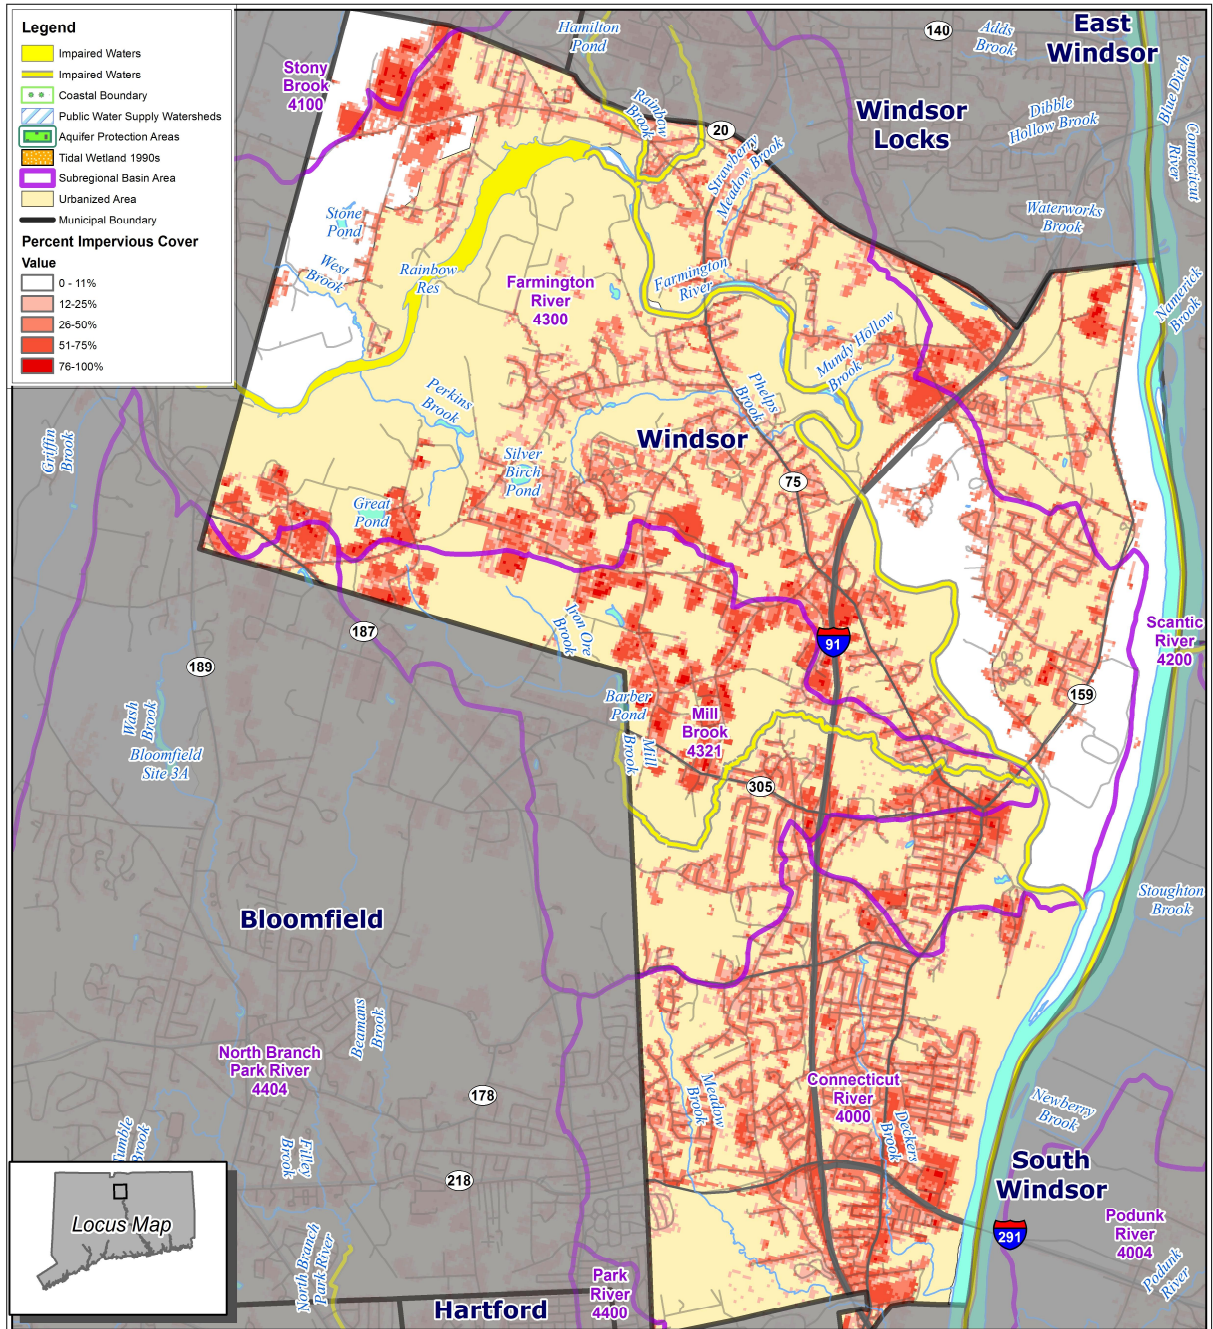 Legend
Impaired Waters
Impaired Waters
Coastal Boundary
Public Water Supply Watersheds
Aquifer Protection Areas
Tidal Wetland 1990s
Subregional Basin Area
Urbanized Area
Municipal Boundary
Percent Impervious Cover
Value
0 - 11%
12-25%
26-50%
51-75%
76-100%
Stony
Brook
4100
Hamilton
Pond
Rainbow
Brook
20
Strawberry
Meadow Brook
140
Adds
Brook
East
Windsor
Windsor
Locks
Dibble
Hollow Brook
Blue Ditch
Connecticut
River
Waterworks
Brook
Namerick
Brook
Stone
Pond
West
Brook
Rainbow
Res
Farmington
River
4300
Farmington
River
Mundy Hollow
Brook
Phelps
Brook
Perkins
Brook
Windsor
Griffin
Brook
Silver
Birch
Pond
75
Great
Pond
Iron Ore
Brook
187
91
Scantic
River
4200
189
159
Wash
Brook
Bloomfield
Site 3A
Barber
Pond
Mill
Brook
4321
Mill
Brook
305
Stoughton
Brook
Bloomfield
Beamans
Brook
North Branch
Park River
4404
178
Meadow
Brook
Connecticut
River
4000
Deckers
Brook
Newberry
Brook
Tumble
Brook
Filley
Brook
218
South
Windsor
Locus Map
North Branch
Park River
291
Podunk
River
4004
Podunk
River
Park
River
4400
Hartford